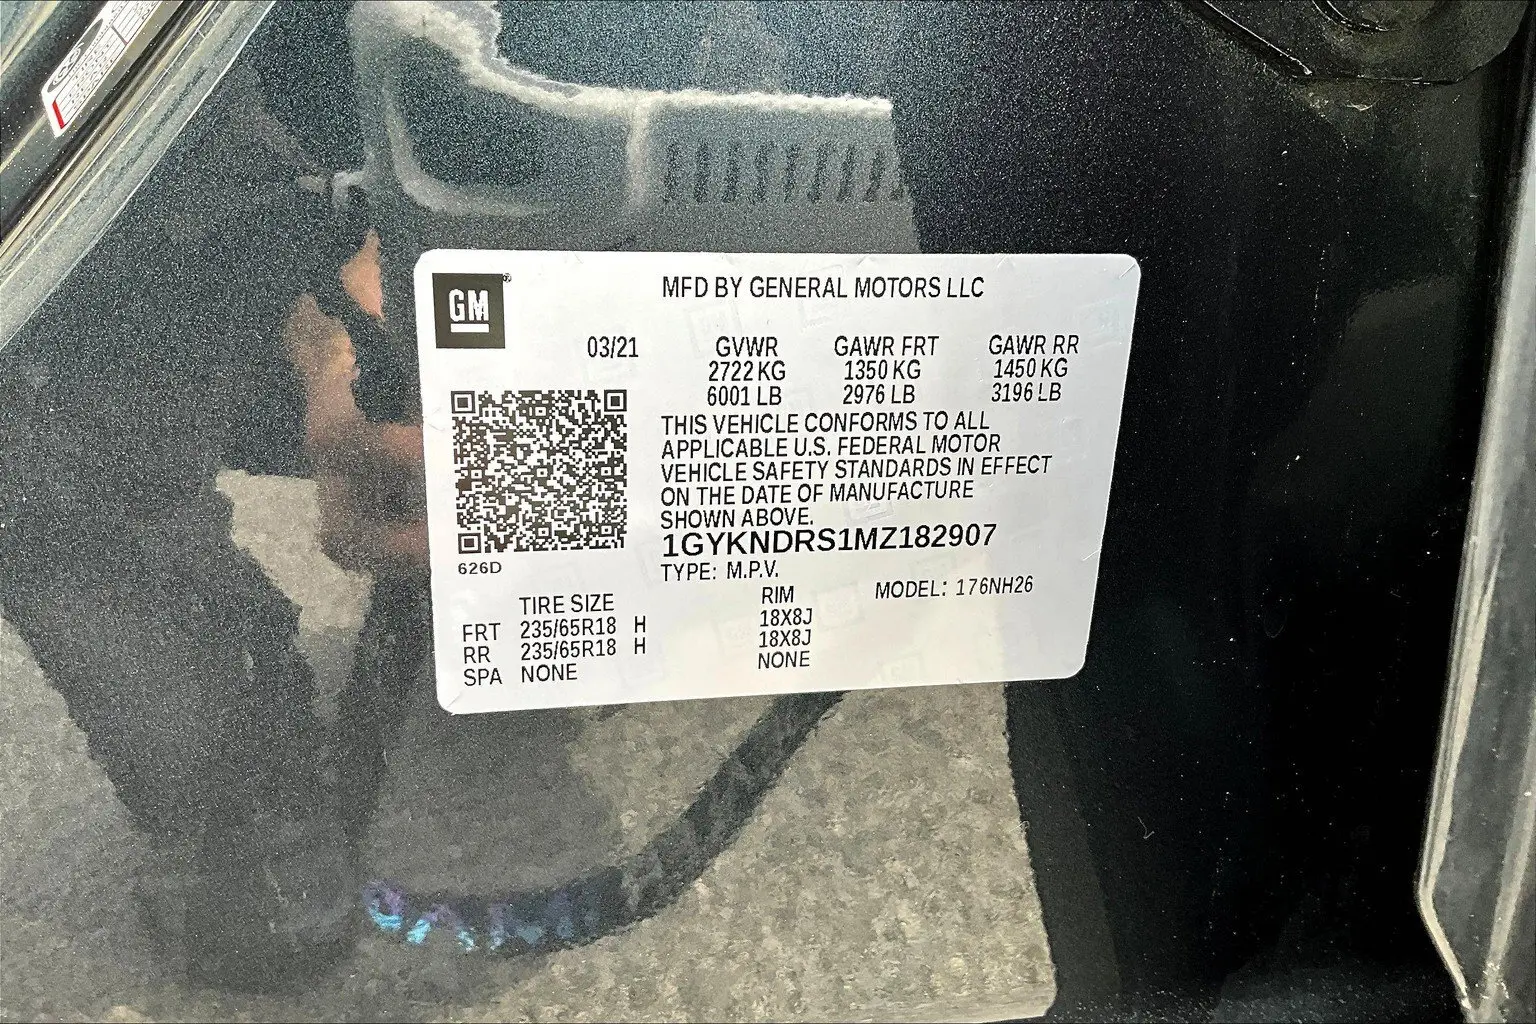 GM
MFD BY GENERAL MOTORS LLC
03/21 GVWR GAWR FRT GAWR RR
2722 KG 1350 KG 1450 KG
6001 LB 2976 LB 3196 LB
THIS VEHICLE CONFORMS TO ALL
APPLICABLE U.S. FEDERAL MOTOR
VEHICLE SAFETY STANDARDS IN EFFECT
ON THE DATE OF MANUFACTURE
SHOWN ABOVE.
1GYKNDRS1MZ182907
626D
TYPE: M.P.V.
MODEL: 176NH26
TIRE SIZE RIM
FRT 235/65R18 H 18X8J
RR 235/65R18 H 18X8J
SPA NONE NONE